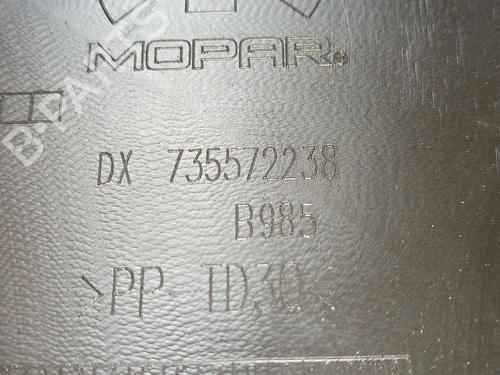 MOPAR®
B-PARTS
DX 735572238
B985
>PP-TD30<